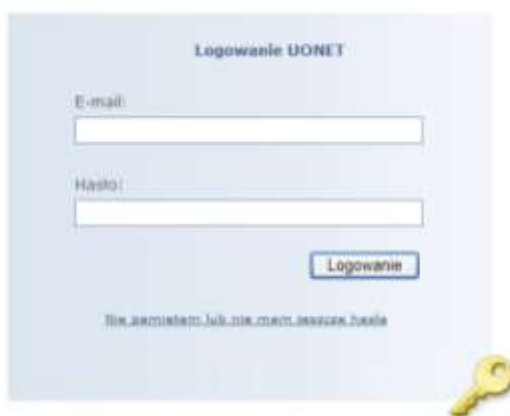 Logowanie UONET
E-mail:
Hasło:
Logowanie
Nie pamiętam lub nie mam jeszcze hasła